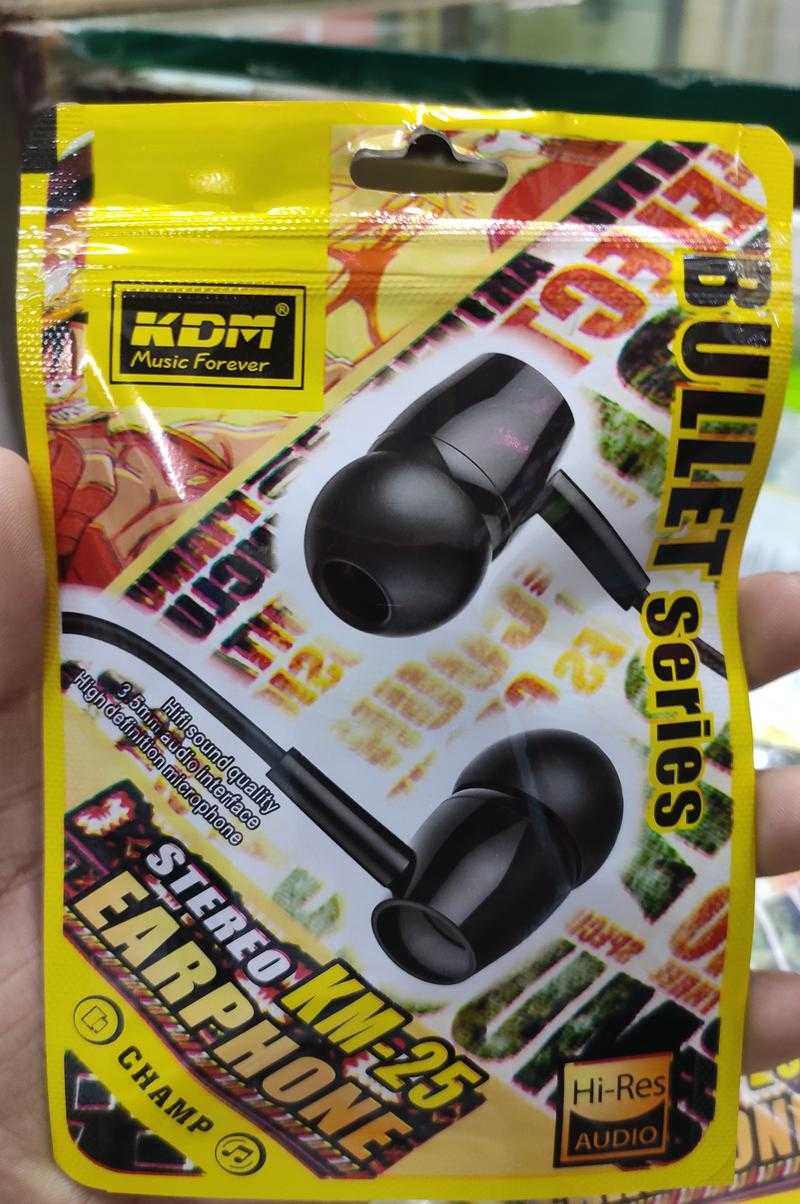 KDM®
Music Forever
BULLET Series
Hifi sound quality
3.5mm audio interface
High definition microphone
STEREO KM-25
EARPHONE
CHAMP
Hi-Res
AUDIO